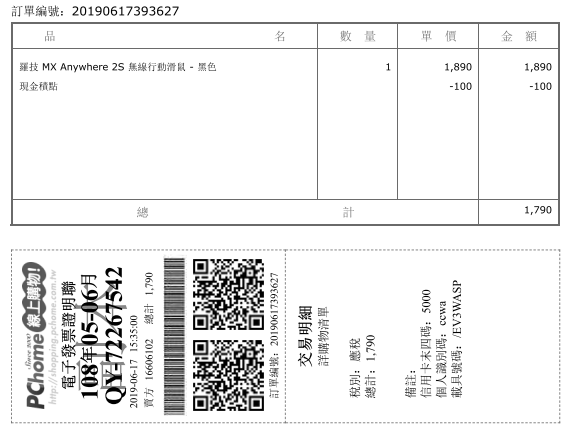 訂單編號: 20190617393627
品 名 數 量 單 價 金 額
羅技 MX Anywhere 2S 無線行動滑鼠 - 黑色 1 1,890 1,890
現金積點 -100 -100
總 計 1,790
PChome 線上購物!
Since 2000
http://shopping.pchome.com.tw
電子發票證明聯
108年05-06月
QY-72267542
2019-06-17 15:35:00
賣方 16606102 總計 1,790
訂單編號: 20190617393627
交易明細
詳購物清單
稅別: 應稅
總計: 1,790
備註:
信用卡末四碼: 5000
個人識別碼: ccwa
載具號碼: /EV3WASP